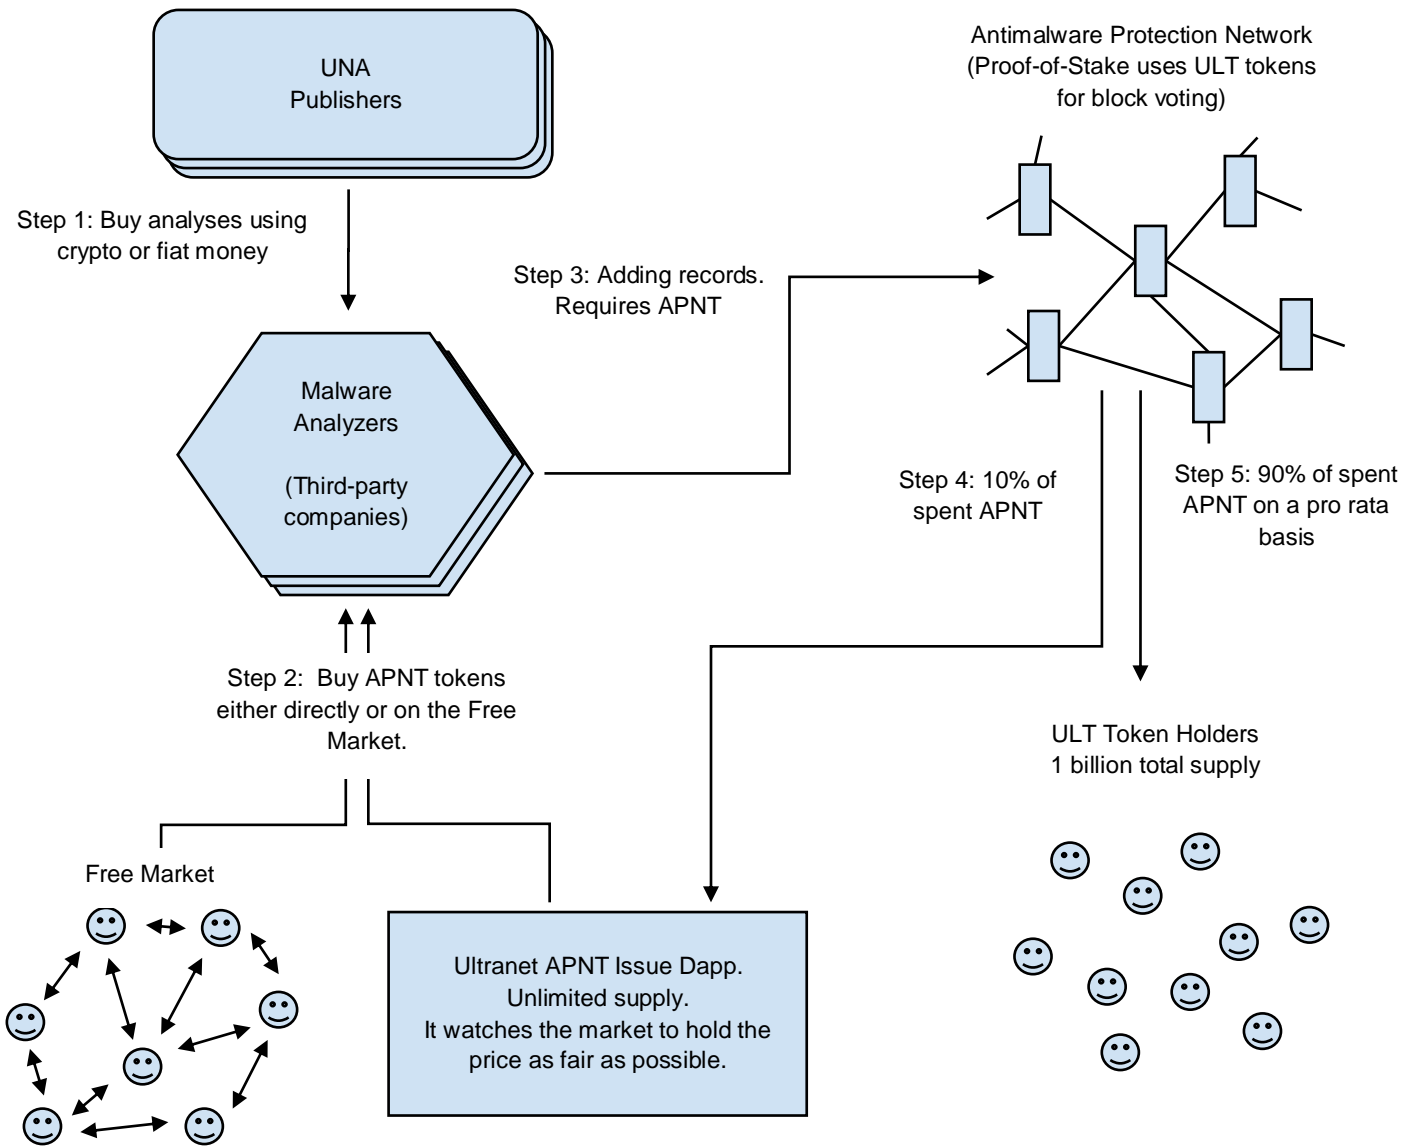 UNA
Publishers
Antimalware Protection Network
(Proof-of-Stake uses ULT tokens
for block voting)
Step 1: Buy analyses using
crypto or fiat money
Step 3: Adding records.
Requires APNT
Malware
Analyzers
(Third-party
companies)
Step 4: 10% of
spent APNT
Step 5: 90% of spent
APNT on a pro rata
basis
Step 2:  Buy APNT tokens
either directly or on the Free
Market.
ULT Token Holders
1 billion total supply
Free Market
Ultranet APNT Issue Dapp.
Unlimited supply.
It watches the market to hold the
price as fair as possible.